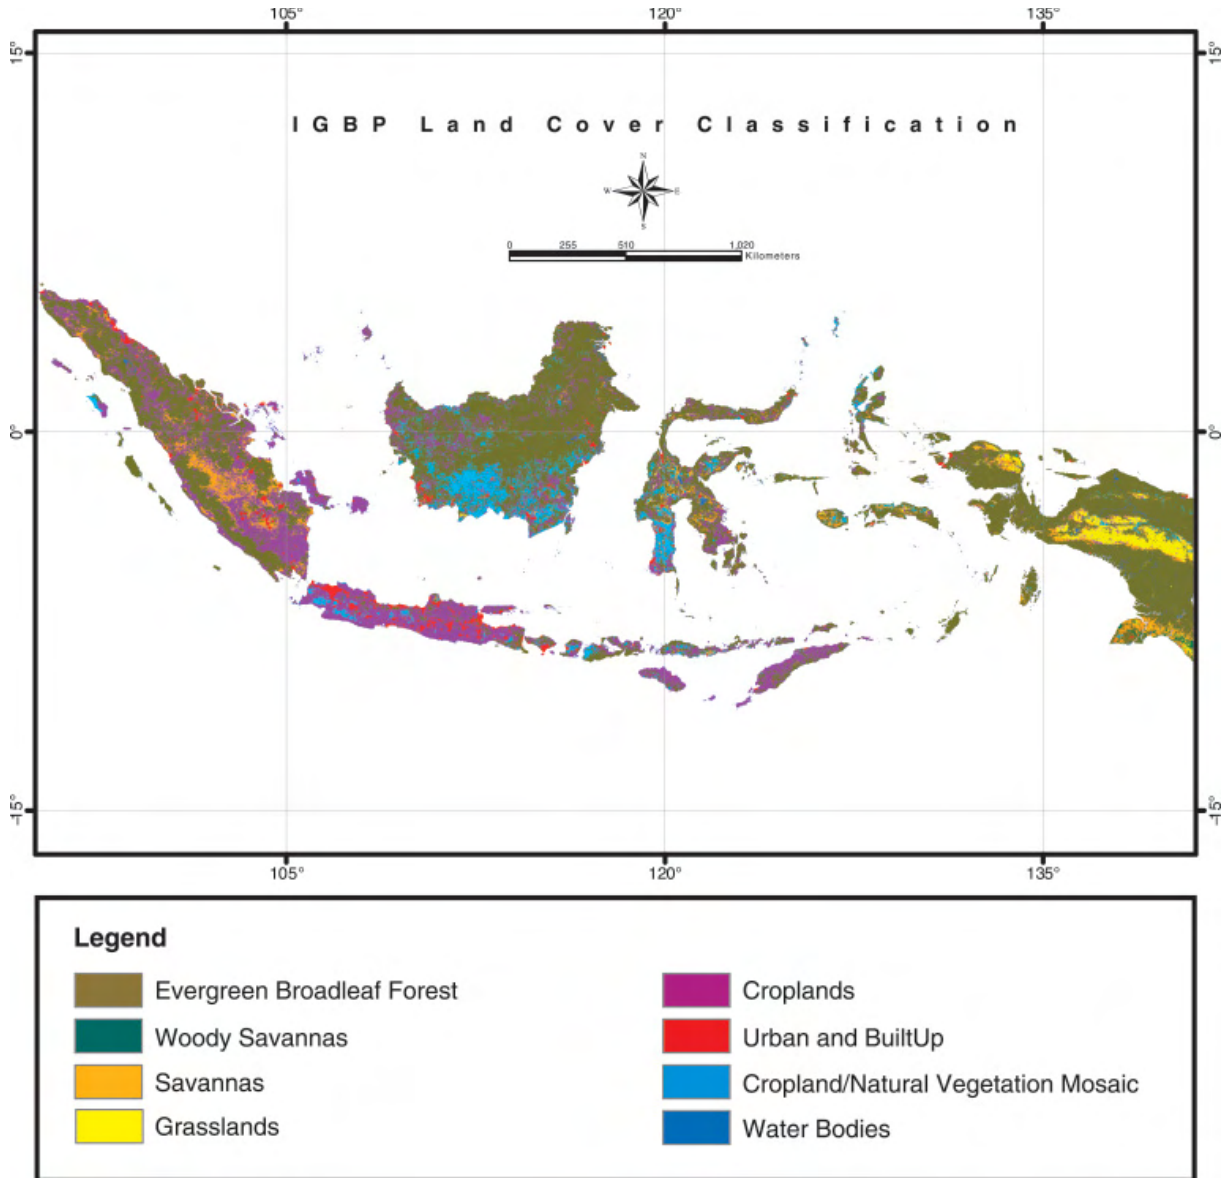 105° 120° 135°
15° 15°
IGBP Land Cover Classification
N
W E
S
0 255 510 1,020
Kilometers
0° 0°
-15° -15°
105° 120° 135°
Legend
Evergreen Broadleaf Forest
Woody Savannas
Savannas
Grasslands
Croplands
Urban and BuiltUp
Cropland/Natural Vegetation Mosaic
Water Bodies